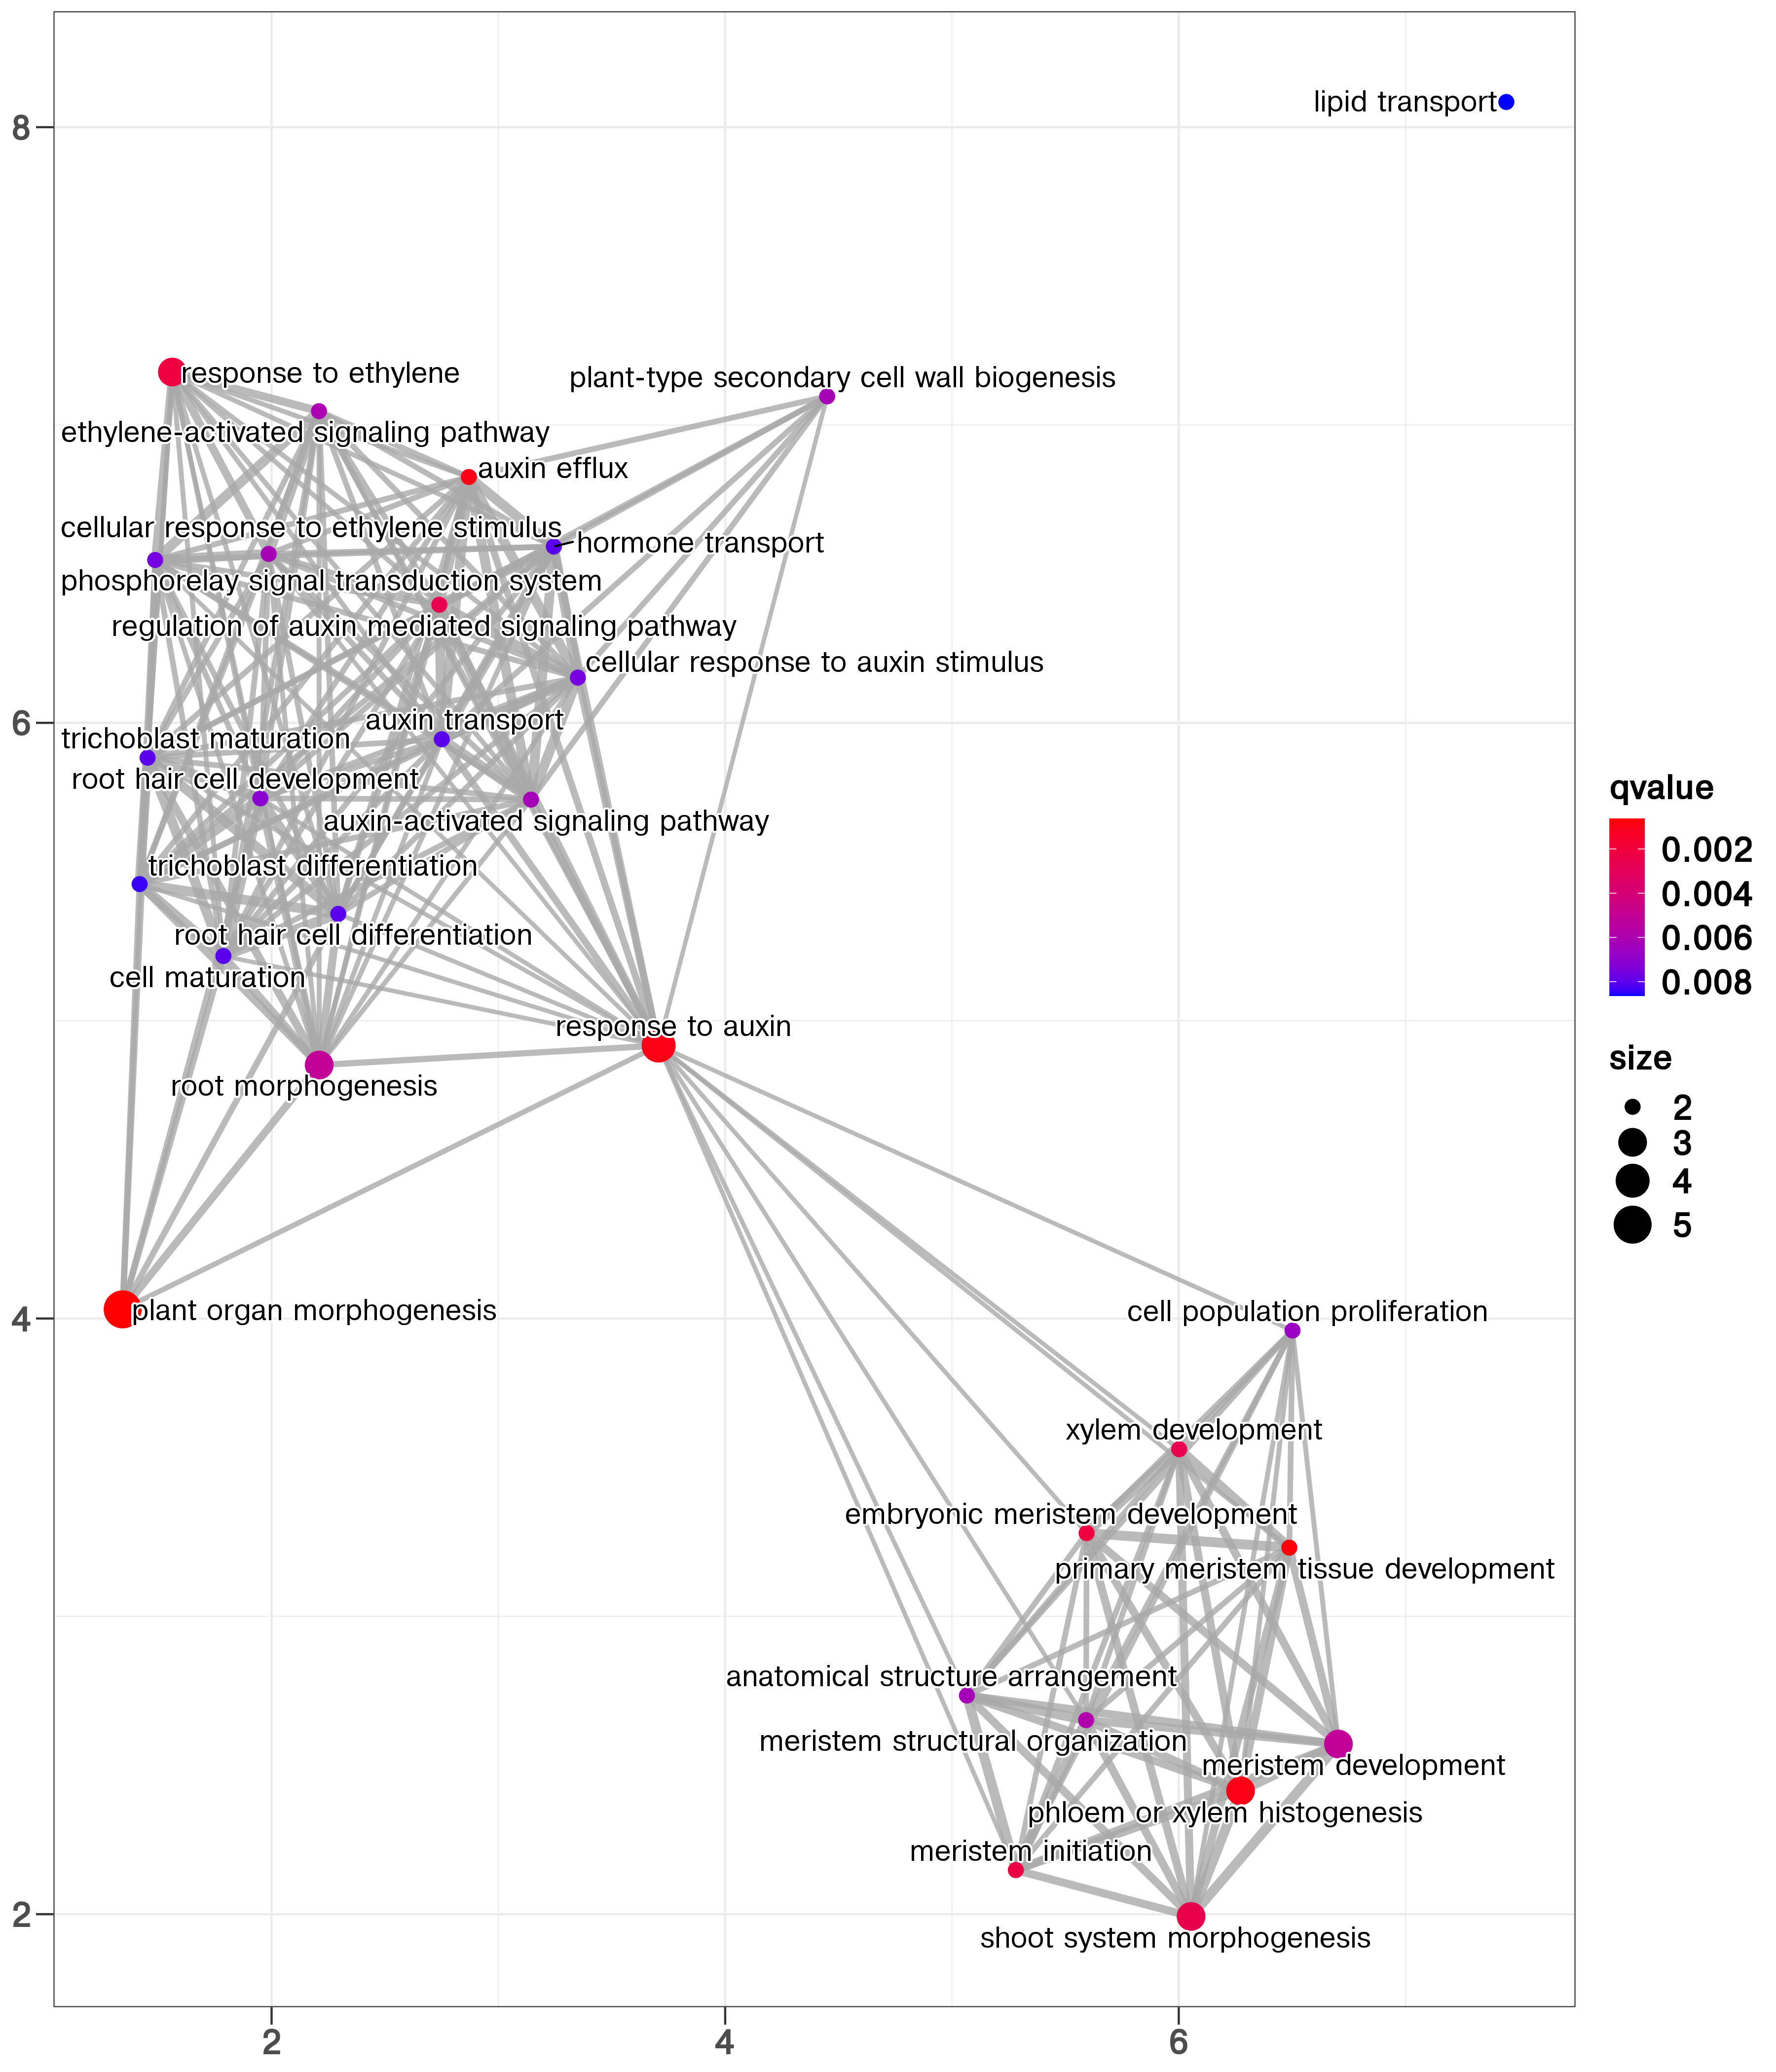 lipid transport
8
response to ethylene
plant-type secondary cell wall biogenesis
ethylene-activated signaling pathway
auxin efflux
cellular response to ethylene stimulus
hormone transport
phosphorelay signal transduction system
regulation of auxin mediated signaling pathway
cellular response to auxin stimulus
6
auxin transport
trichoblast maturation
root hair cell development
auxin-activated signaling pathway
trichoblast differentiation
root hair cell differentiation
cell maturation
response to auxin
root morphogenesis
plant organ morphogenesis
4
cell population proliferation
xylem development
embryonic meristem development
primary meristem tissue development
anatomical structure arrangement
meristem structural organization
meristem development
phloem or xylem histogenesis
meristem initiation
2
shoot system morphogenesis
2
4
6
qvalue
0.002
0.004
0.006
0.008
size
2
3
4
5